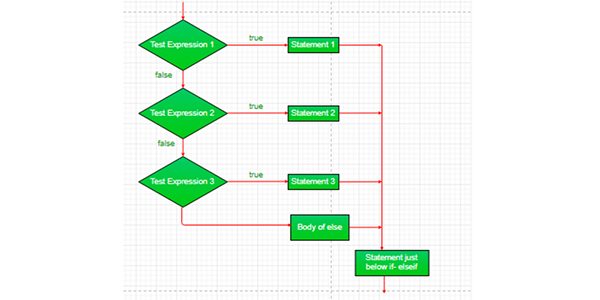 Test Expression 1
true
Statement 1
false
Test Expression 2
true
Statement 2
false
Test Expression 3
true
Statement 3
Body of else
Statement just
below if- elseif